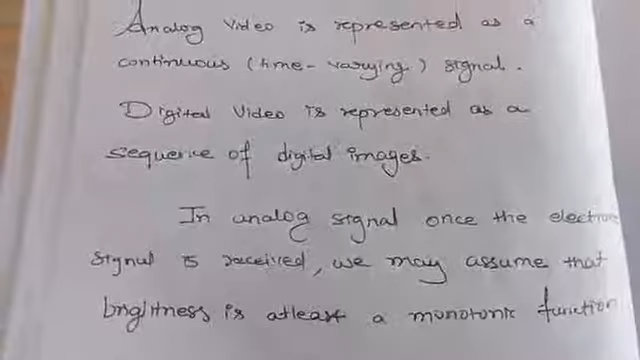 Analog video is represented as a
continuous (time-varying) signal.
Digital video is represented as a
sequence of digital images.
In analog signal once the electronic
signal is received, we may assume that
brightness is atleast a monotonic function